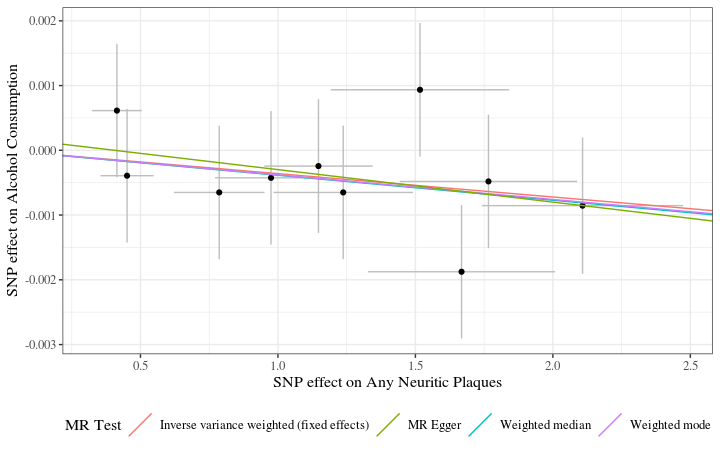 0.002
0.001
0.000
-0.001
-0.002
-0.003
SNP effect on Alcohol Consumption
0.5 1.0 1.5 2.0 2.5
SNP effect on Any Neuritic Plaques
MR Test Inverse variance weighted (fixed effects) MR Egger Weighted median Weighted mode